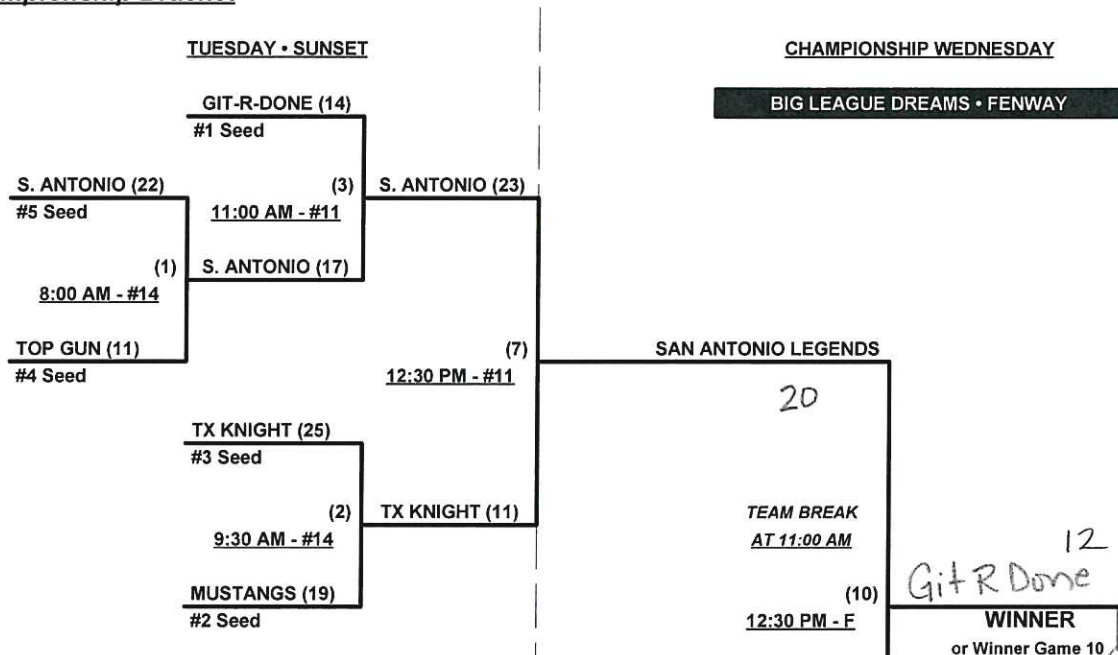 TUESDAY • SUNSET
CHAMPIONSHIP WEDNESDAY
GIT-R-DONE (14)
BIG LEAGUE DREAMS • FENWAY
#1 Seed
S. ANTONIO (22)
(3)
S. ANTONIO (23)
#5 Seed
11:00 AM - #11
(1)
S. ANTONIO (17)
8:00 AM - #14
TOP GUN (11)
(7)
SAN ANTONIO LEGENDS
#4 Seed
12:30 PM - #11
20
TX KNIGHT (25)
#3 Seed
(2)
TX KNIGHT (11)
TEAM BREAK
9:30 AM - #14
AT 11:00 AM
12
Git R Done
MUSTANGS (19)
(10)
#2 Seed
12:30 PM - F
WINNER
or Winner Game 10